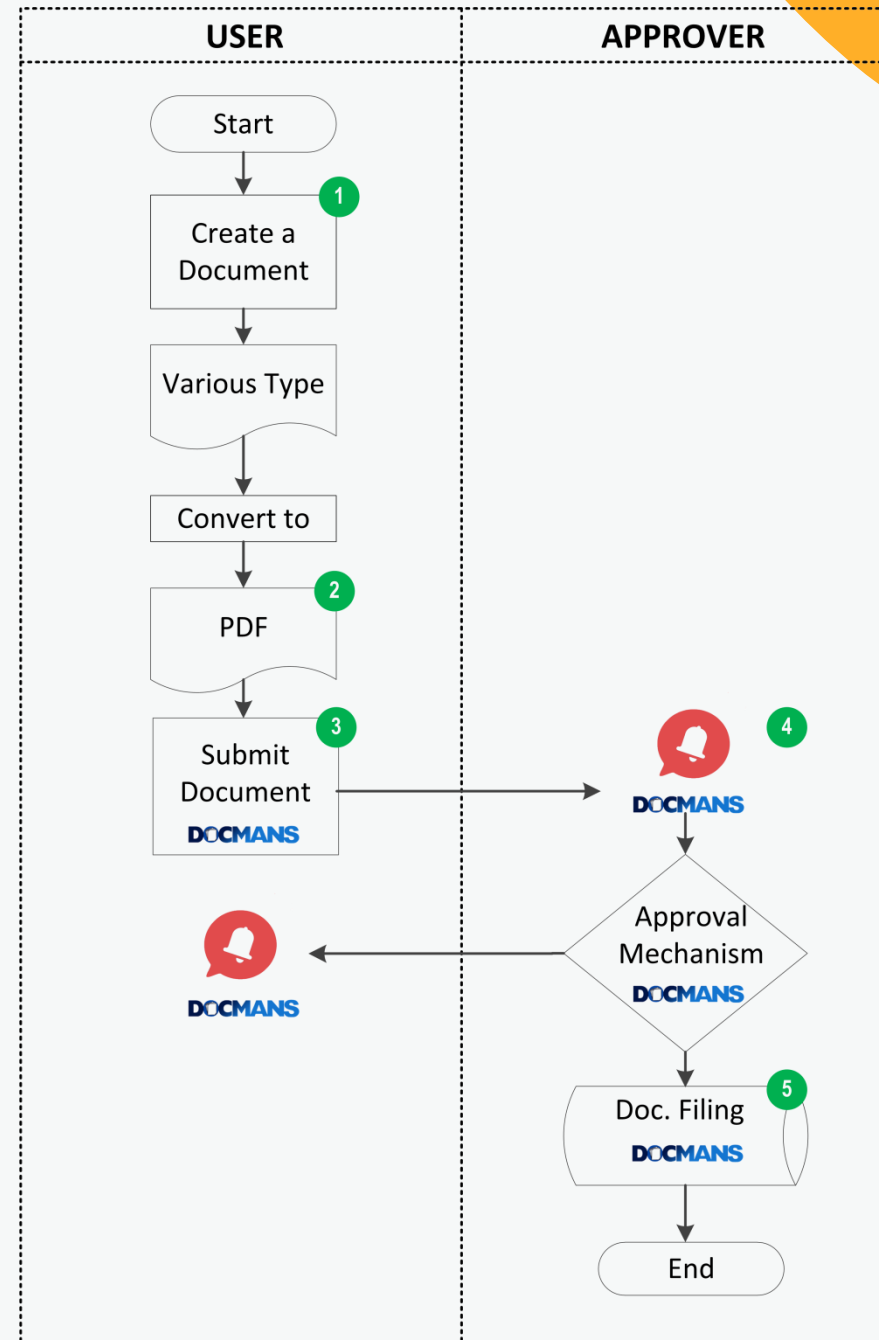 USER
APPROVER
Start
1
Create a
Document
Various Type
Convert to
2
PDF
3
Submit
Document
DOCMANS
4
DOCMANS
Approval
Mechanism
DOCMANS
DOCMANS
5
Doc. Filing
DOCMANS
End